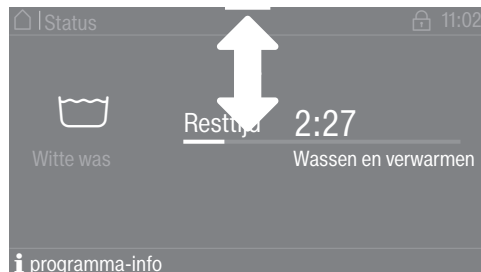 Status 11:02
Resttijd 2:27
Witte was
Wassen en verwarmen
i programma-info